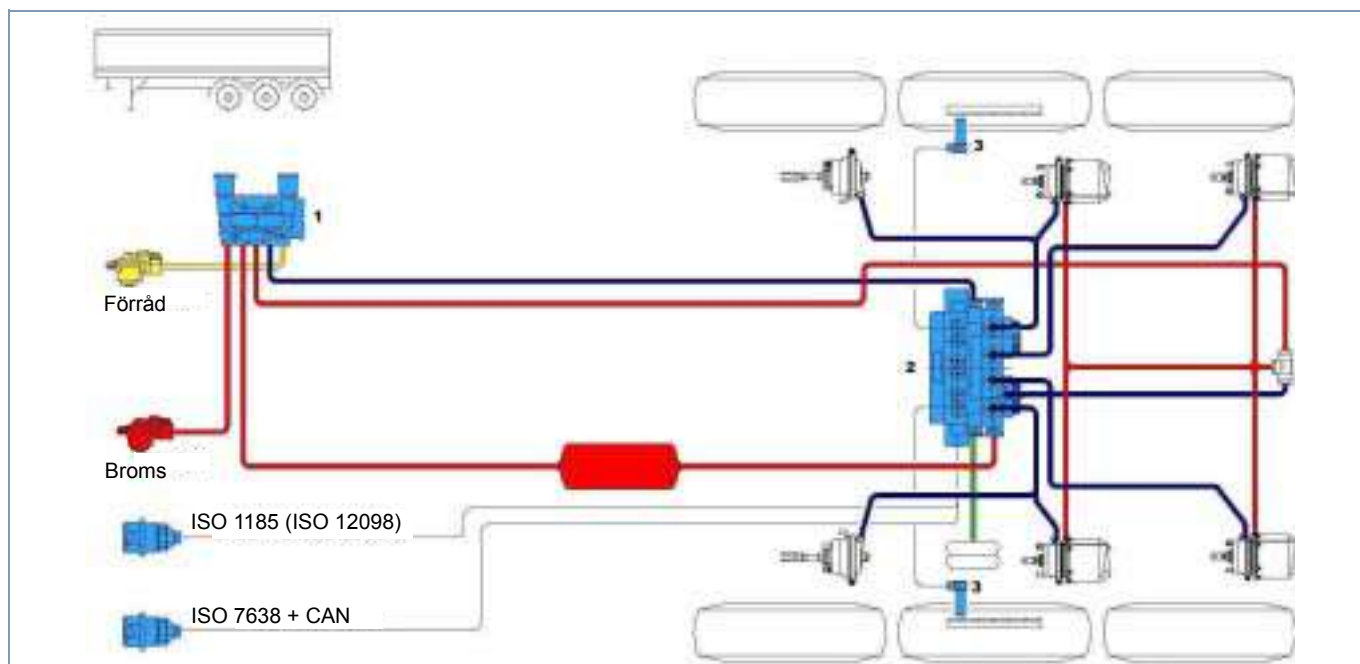 3
1
Förråd
2
Broms
ISO 1185 (ISO 12098)
3
ISO 7638 + CAN